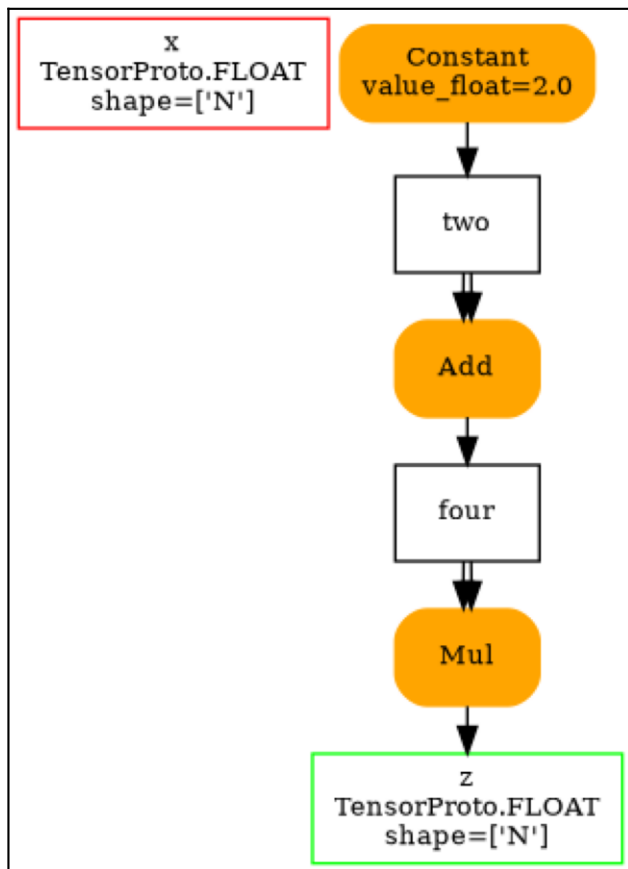 x
TensorProto.FLOAT
shape=['N']
Constant
value_float=2.0
two
Add
four
Mul
z
TensorProto.FLOAT
shape=['N']